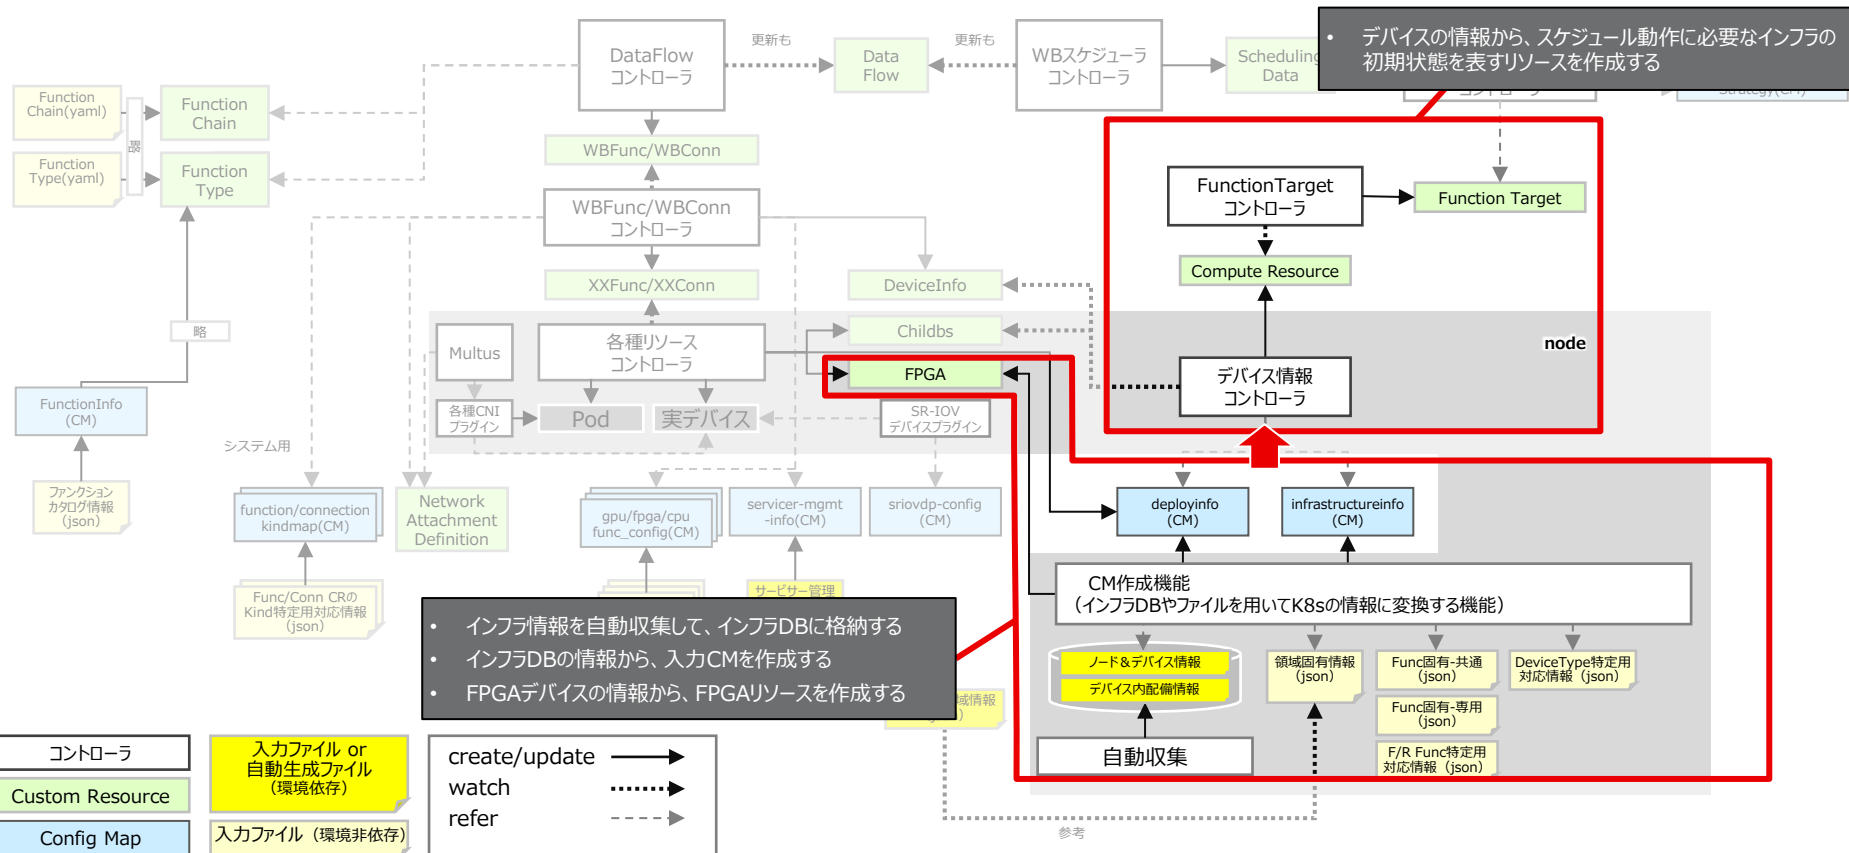 デバイスの情報から、スケジュール動作に必要なインフラの
初期状態を表すリソースを作成する
DataFlow
コントローラ
更新も
Data
Flow
更新も
WBスケジューラ
コントローラ
Scheduling
Data
コントローラ
Strategy(CM)
Function
Chain(yaml)
Function
Chain
略
Function
Type(yaml)
Function
Type
WBFunc/WBConn
WBFunc/WBConn
コントローラ
FunctionTarget
コントローラ
Function Target
Compute Resource
XXFunc/XXConn
DeviceInfo
Childbs
略
Multus
各種リソース
コントローラ
node
FPGA
デバイス情報
コントローラ
FunctionInfo
(CM)
各種CNI
プラグイン
Pod
実デバイス
SR-IOV
デバイスプラグイン
システム用
ファンクション
カタログ情報
(json)
function/connection
kindmap(CM)
Network
Attachment
Definition
gpu/fpga/cpu
func_config(CM)
servicer-mgmt
-info(CM)
sriovdp-config
(CM)
deployinfo
(CM)
infrastructureinfo
(CM)
Func/Conn CRの
Kind特定用対応情報
(json)
サービサー管理
CM作成機能
(インフラDBやファイルを用いてK8sの情報に変換する機能)
インフラ情報を自動収集して、インフラDBに格納する
インフラDBの情報から、入力CMを作成する
FPGAデバイスの情報から、FPGAリソースを作成する
域情報
ノード&デバイス情報
デバイス内配備情報
領域固有情報
(json)
Func固有-共通
(json)
DeviceType特定用
対応情報 (json)
Func固有-専用
(json)
F/R Func特定用
対応情報 (json)
自動収集
参考
コントローラ
Custom Resource
Config Map
入力ファイル or
自動生成ファイル
(環境依存)
入力ファイル (環境非依存)
create/update
watch
refer